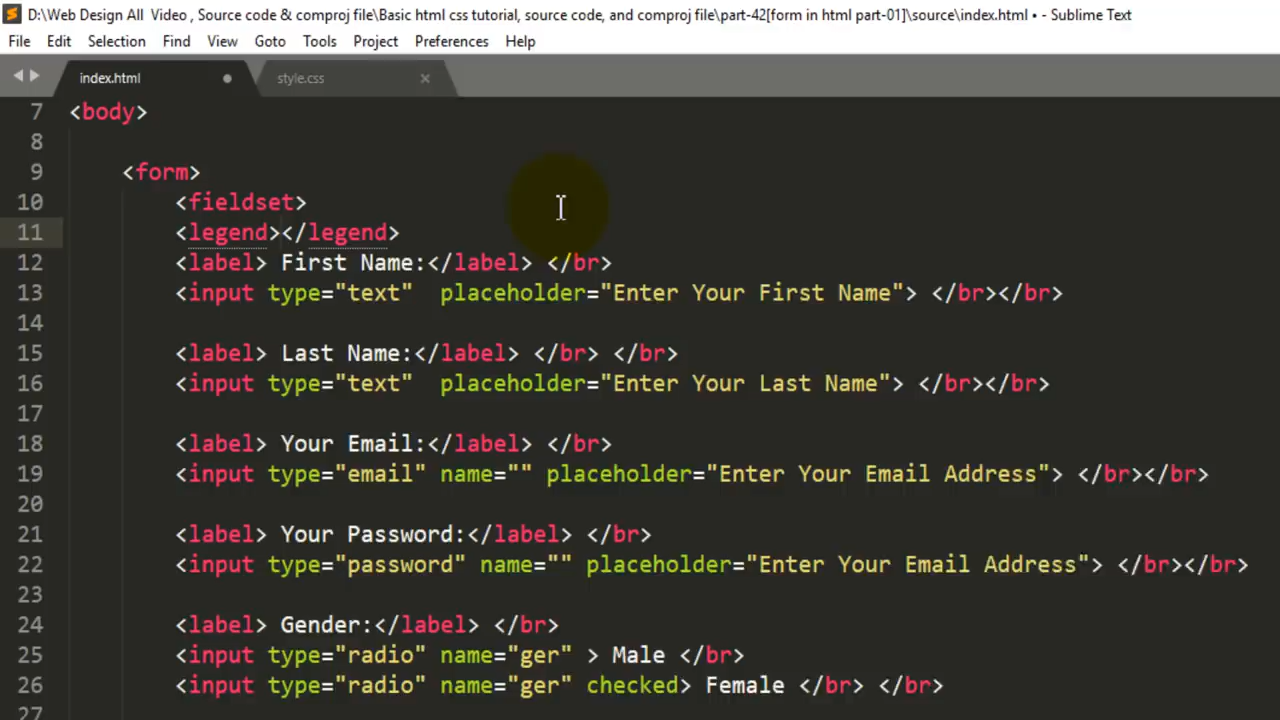 D:\Web Design All  Video , Source code & comproj file\Basic html css tutorial, source code, and comproj file\part-42[form in html part-01]\source\index.html • - Sublime Text
File Edit Selection Find View Goto Tools Project Preferences Help
index.html style.css
7 <body>
8
9 <form>
10 <fieldset>
11 <legend></legend>
12 <label> First Name:</label> </br>
13 <input type="text"  placeholder="Enter Your First Name"> </br></br>
14
15 <label> Last Name:</label> </br> </br>
16 <input type="text"  placeholder="Enter Your Last Name"> </br></br>
17
18 <label> Your Email:</label> </br>
19 <input type="email" name="" placeholder="Enter Your Email Address"> </br></br>
20
21 <label> Your Password:</label> </br>
22 <input type="password" name="" placeholder="Enter Your Email Address"> </br></br>
23
24 <label> Gender:</label> </br>
25 <input type="radio" name="ger" > Male </br>
26 <input type="radio" name="ger" checked> Female </br> </br>
27